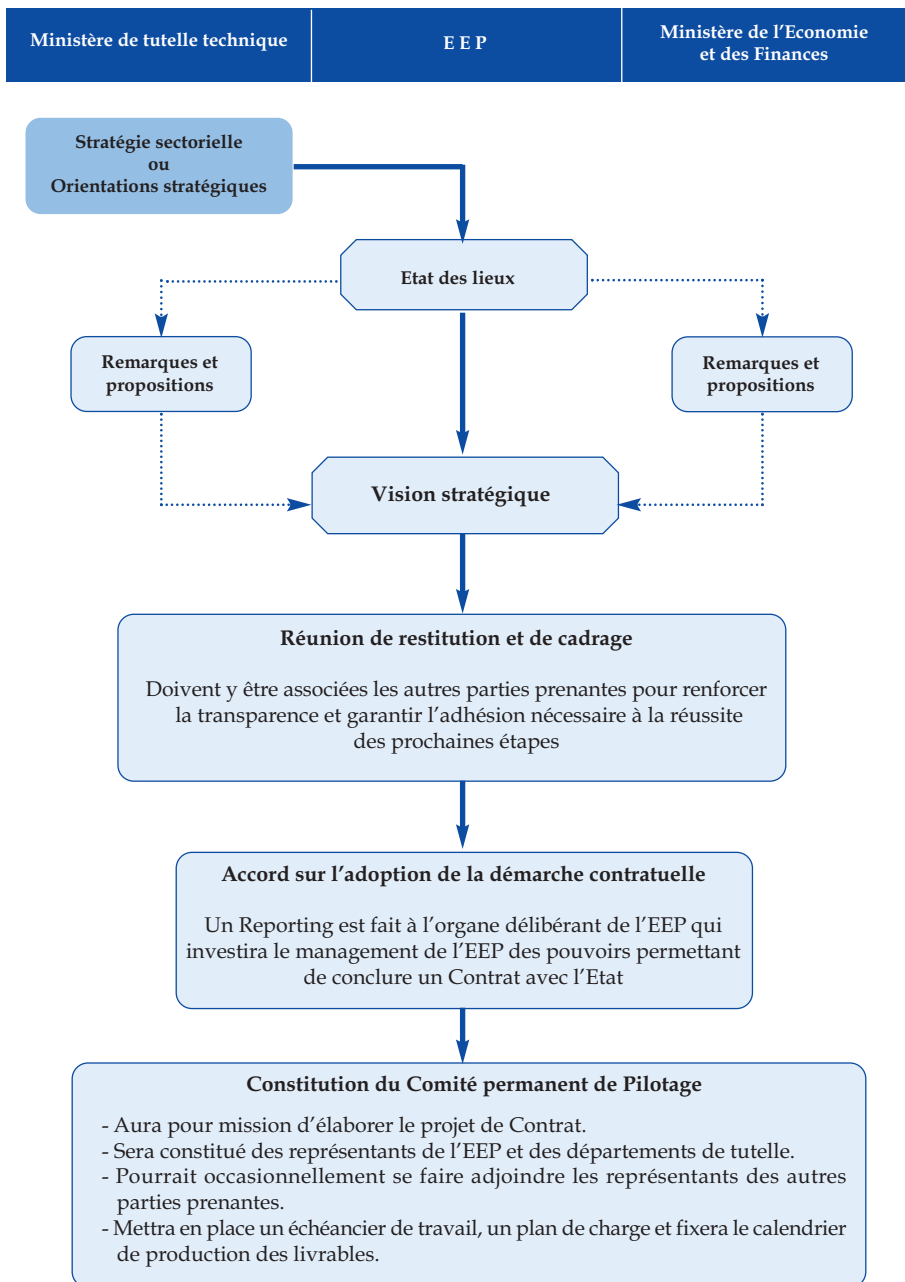 Ministère de tutelle technique
E E P
Ministère de l'Economie
et des Finances
Stratégie sectorielle
ou
Orientations stratégiques
Etat des lieux
Remarques et
propositions
Remarques et
propositions
Vision stratégique
Réunion de restitution et de cadrage
Doivent y être associées les autres parties prenantes pour renforcer
la transparence et garantir l'adhésion nécessaire à la réussite
des prochaines étapes
Accord sur l'adoption de la démarche contratuelle
Un Reporting est fait à l'organe délibérant de l'EEP qui
investira le management de l'EEP des pouvoirs permettant
de conclure un Contrat avec l'Etat
Constitution du Comité permanent de Pilotage
- Aura pour mission d'élaborer le projet de Contrat.
- Sera constitué des représentants de l'EEP et des départements de tutelle.
- Pourrait occasionnellement se faire adjoindre les représentants des autres
parties prenantes.
- Mettra en place un échéancier de travail, un plan de charge et fixera le calendrier
de production des livrables.